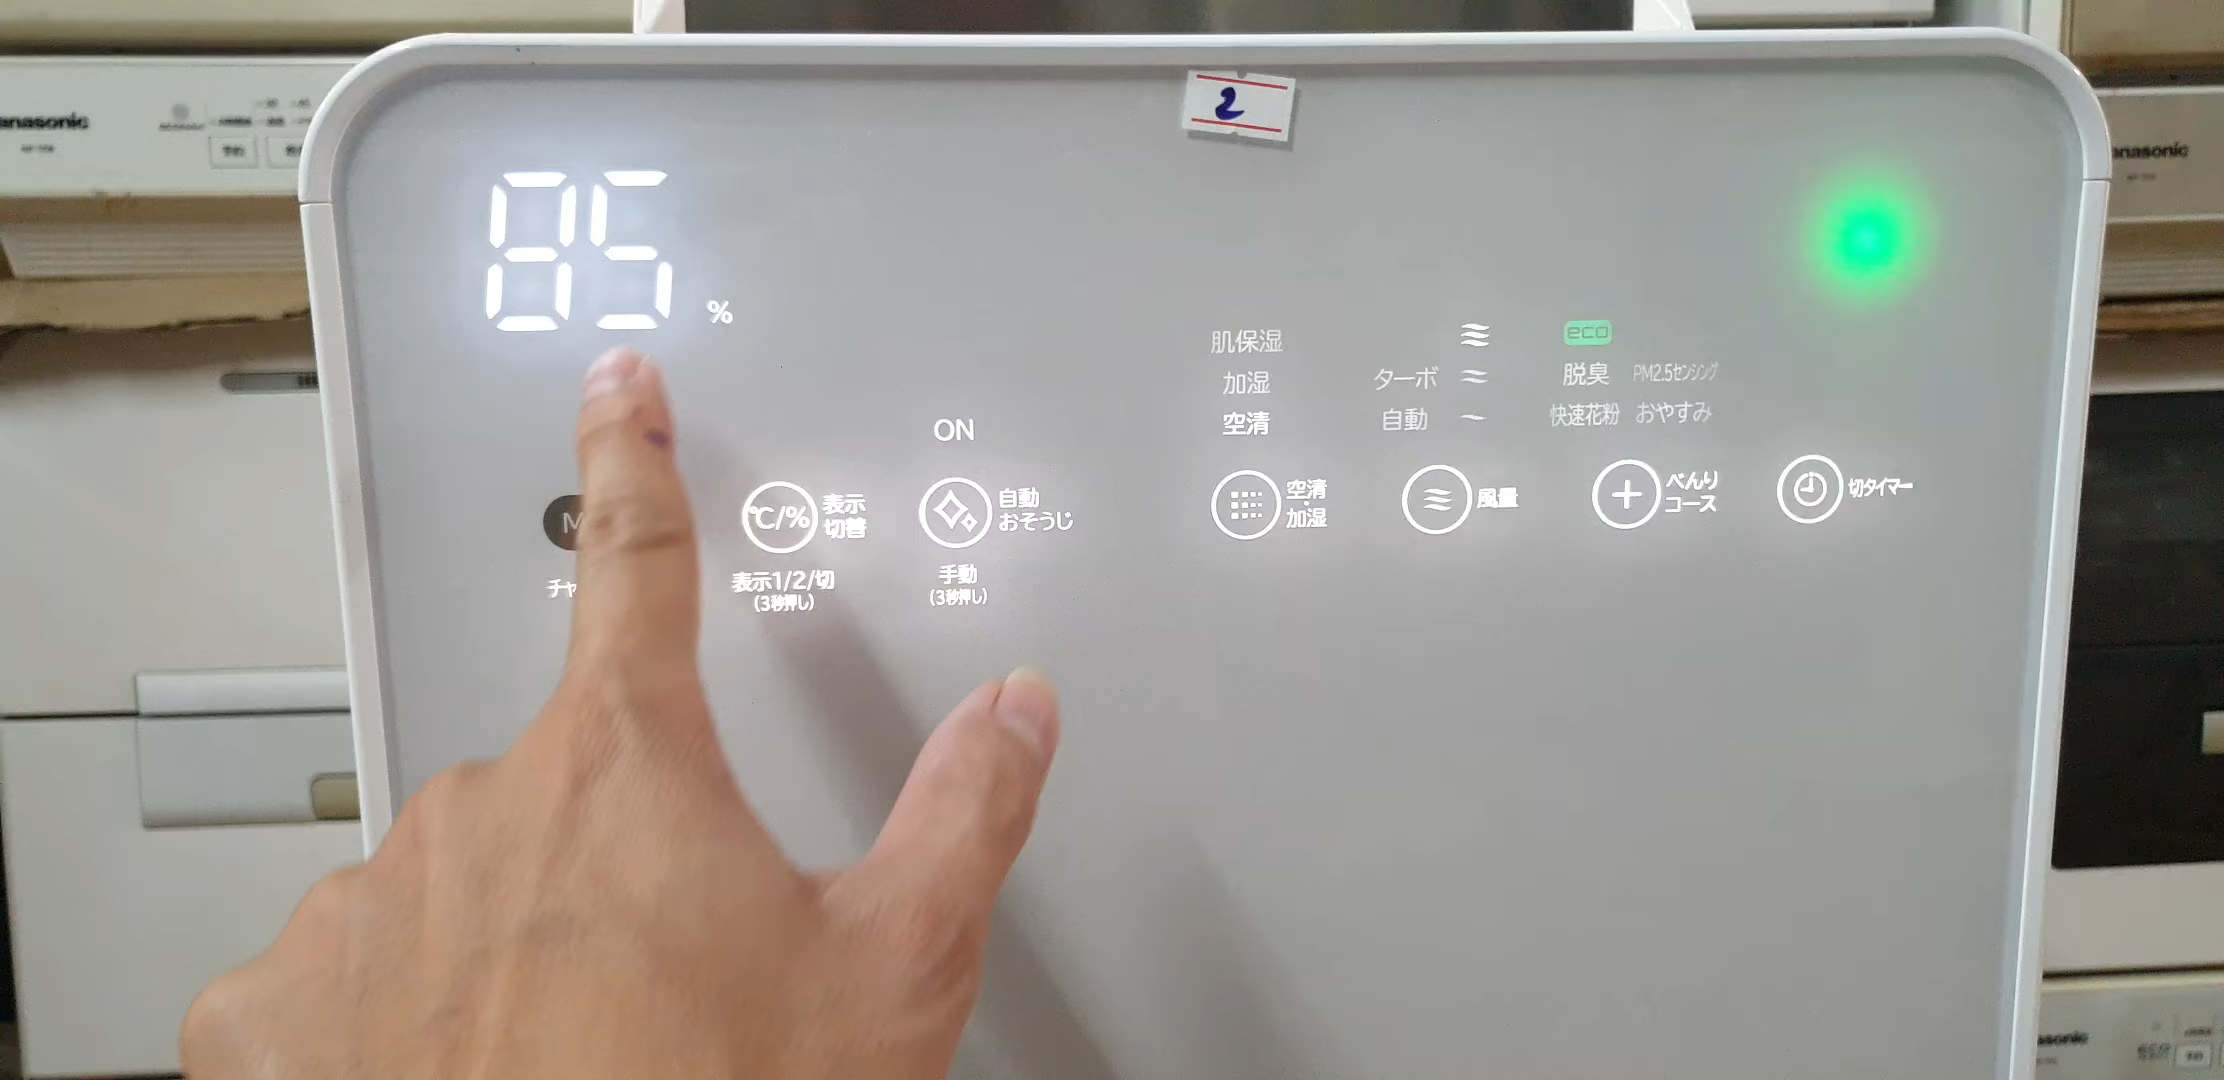 2
85 %
肌保湿
加湿
空清
ターボ
自動
eco
脱臭 PM2.5センシング
快速花粉 おやすみ
ON
℃/% 表示
切替
自動
おそうじ
空清
・
加湿
風量
べんり
コース
切タイマー
表示1/2/切
(3秒押し)
手動
(3秒押し)
anasonic
anasonic
asonic